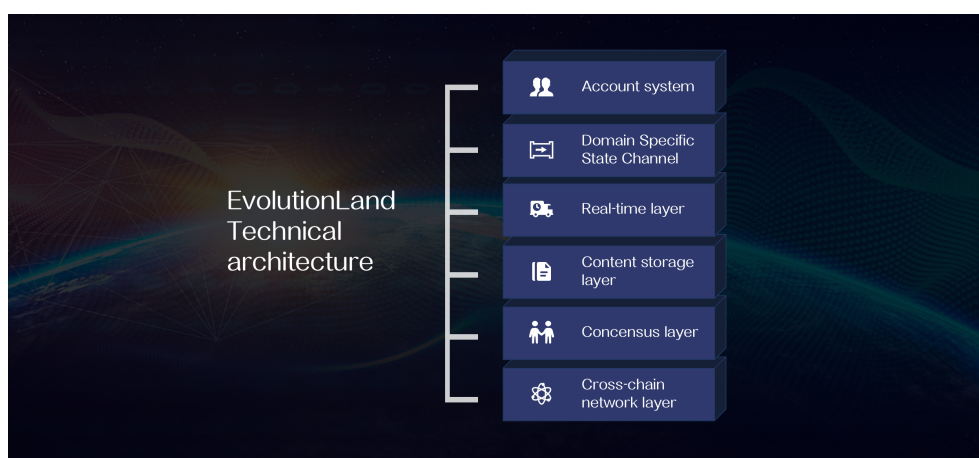 EvolutionLand
Technical
architecture
Account system
Domain Specific
State Channel
Real-time layer
Content storage
layer
Concensus layer
Cross-chain
network layer